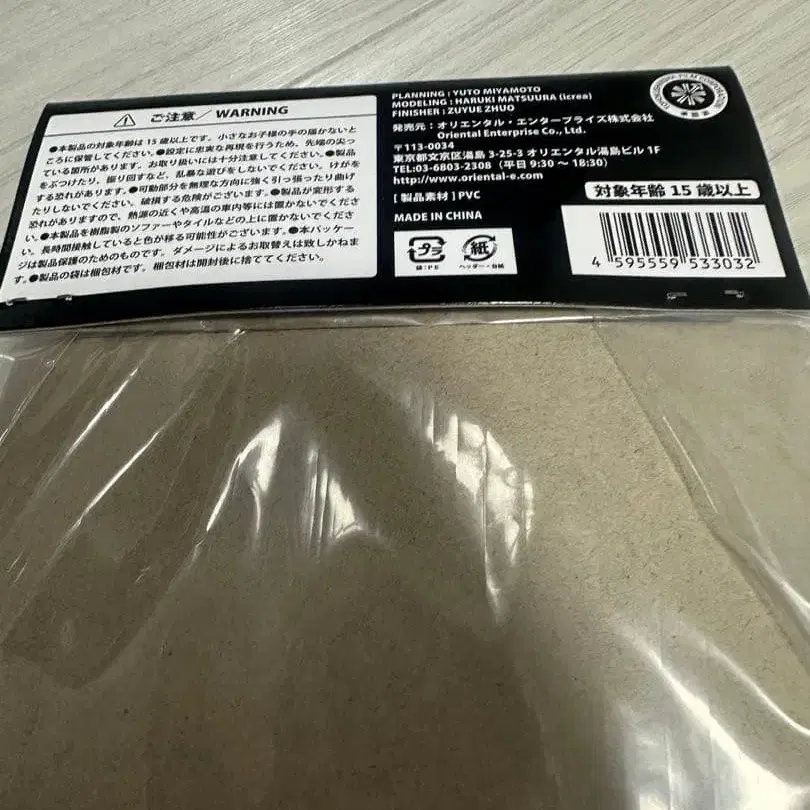 ご注意／WARNING
●本製品の対象年齢は15歳以上です。小さなお子様の手の届かないと
ころに保管してください。●設定に忠実な再現を行うため、先端の尖っ
ている箇所があります。お取り扱いには十分注意してください。●製品
をぶつけたり、振り回すなど、乱暴な遊びをしないでください。けがを
する恐れがあります。●可動部分を無理な方向に強く引っ張ったり曲げ
たりしないでください。破損する危険がございます。●製品が変形する
恐れがありますので、熱源の近くや高温の車内等には置かないでくださ
い。●本製品を樹脂製のソファーやタイルなどの上に置かないでくださ
い。長時間接触していると色が移る可能性がございます。●本パッケー
ジは製品保護のためのものです。ダメージによるお取替えは致しかねま
す。●製品の袋は梱包材です。梱包材は開封後に捨ててください。
PLANNING : YUTO MIYAMOTO
MODELING : HARUKI MATSUURA (icrea)
FINISHER : ZUYUE ZHUO
発売元：オリエンタル・エンタープライズ株式会社
Oriental Enterprise Co., Ltd.
〒113-0034
東京都文京区湯島 3-25-3 オリエンタル湯島ビル 1F
TEL:03-6803-2308（平日 9:30 〜 18:30）
http://www.oriental-e.com
[ 製品素材 ] PVC
MADE IN CHINA
プラ
袋：PE
紙
ヘッダー・台紙
対象年齢 15 歳以上
4 595559 533032